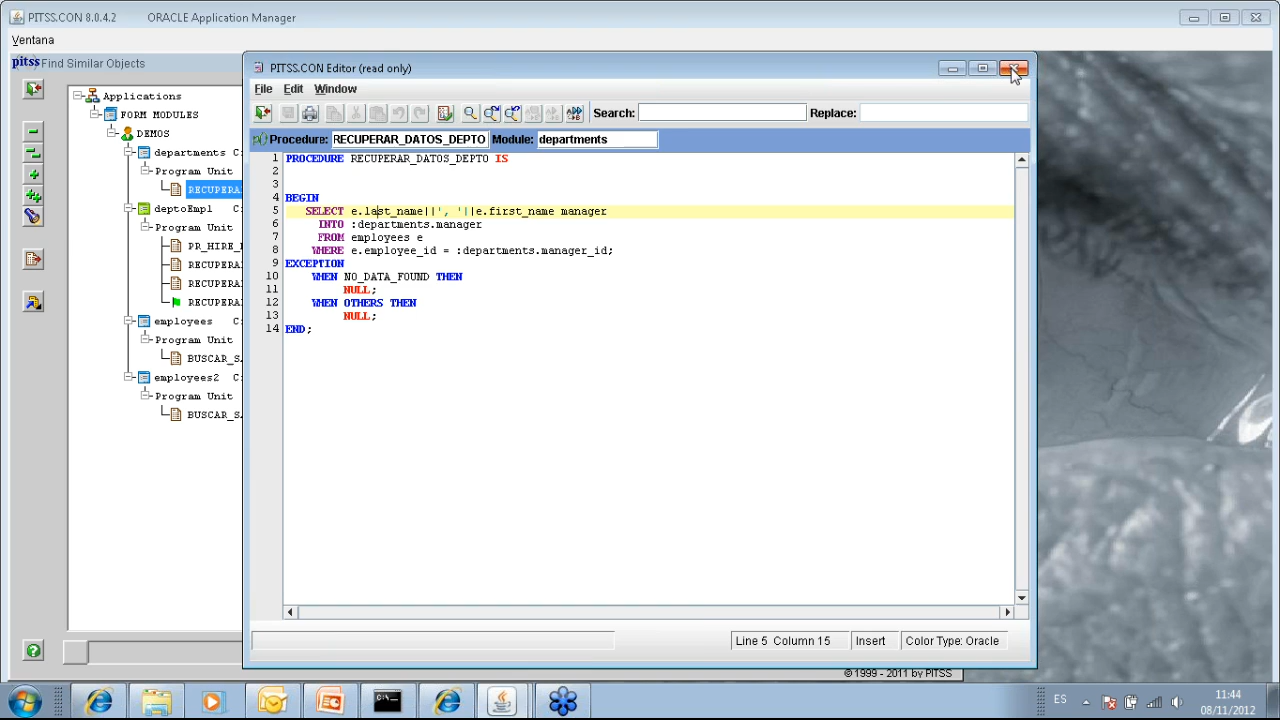 PITSS.CON 8.0.4.2 ORACLE Application Manager
Ventana
pitss Find Similar Objects
Applications
FORM MODULES
DEMOS
departments C:
Program Unit
RECUPERA
deptoEmpl C:
Program Unit
PR_HIRE_
RECUPERA
RECUPERA
RECUPERA
employees C:
Program Unit
BUSCAR_SA
employees2 C:
Program Unit
BUSCAR_SA
PITSS.CON Editor (read only)
File Edit Window
Search: Replace:
Procedure: RECUPERAR_DATOS_DEPTO Module: departments
1 PROCEDURE RECUPERAR_DATOS_DEPTO IS
2
3
4 BEGIN
5 SELECT e.last_name||', '||e.first_name manager
6 INTO :departments.manager
7 FROM employees e
8 WHERE e.employee_id = :departments.manager_id;
9 EXCEPTION
10 WHEN NO_DATA_FOUND THEN
11 NULL;
12 WHEN OTHERS THEN
13 NULL;
14 END;
Line 5 Column 15 Insert Color Type: Oracle
© 1999 - 2011 by PITSS
ES
11:44
08/11/2012